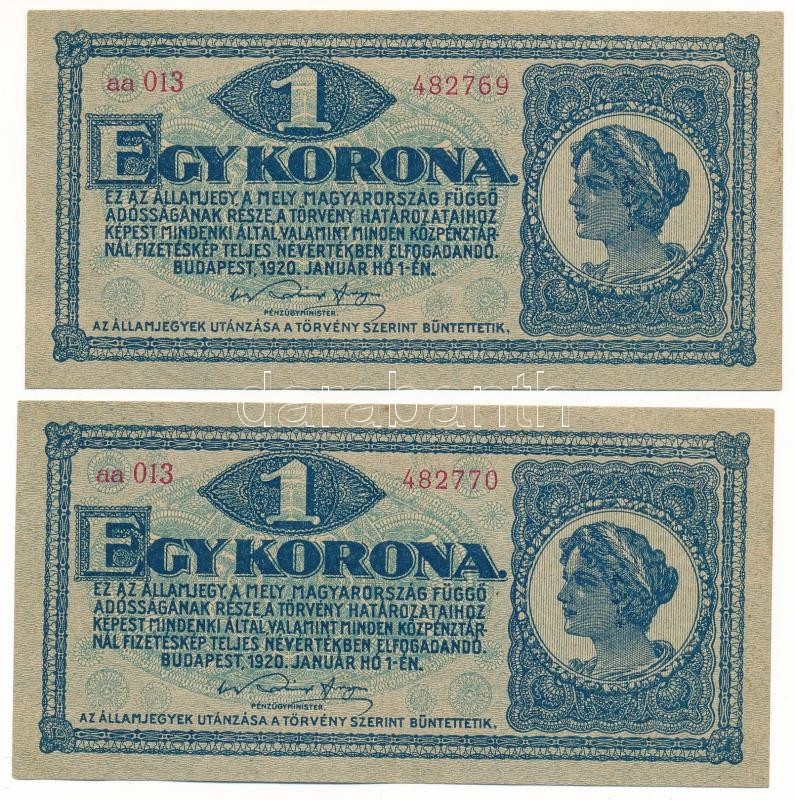 aa 013
482769
1
EGY KORONA.
EZ AZ ÁLLAMJEGY, A MELY MAGYARORSZÁG FÜGGŐ
ADÓSSÁGÁNAK RÉSZE, A TÖRVÉNY HATÁROZATAIHOZ
KÉPEST MINDENKI ÁLTAL, VALAMINT MINDEN KÖZPÉNZTÁR-
NÁL FIZETÉSKÉP TELJES NÉVÉRTÉKBEN ELFOGADANDÓ.
BUDAPEST, 1920. JANUÁR HÓ 1-ÉN.
PÉNZÜGYMINISTER.
AZ ÁLLAMJEGYEK UTÁNZÁSA A TÖRVÉNY SZERINT BÜNTETTETIK.
darabanth
aa 013
482770
1
EGY KORONA.
EZ AZ ÁLLAMJEGY, A MELY MAGYARORSZÁG FÜGGŐ
ADÓSSÁGÁNAK RÉSZE, A TÖRVÉNY HATÁROZATAIHOZ
KÉPEST MINDENKI ÁLTAL, VALAMINT MINDEN KÖZPÉNZTÁR-
NÁL FIZETÉSKÉP TELJES NÉVÉRTÉKBEN ELFOGADANDÓ.
BUDAPEST, 1920. JANUÁR HÓ 1-ÉN.
PÉNZÜGYMINISTER.
AZ ÁLLAMJEGYEK UTÁNZÁSA A TÖRVÉNY SZERINT BÜNTETTETIK.